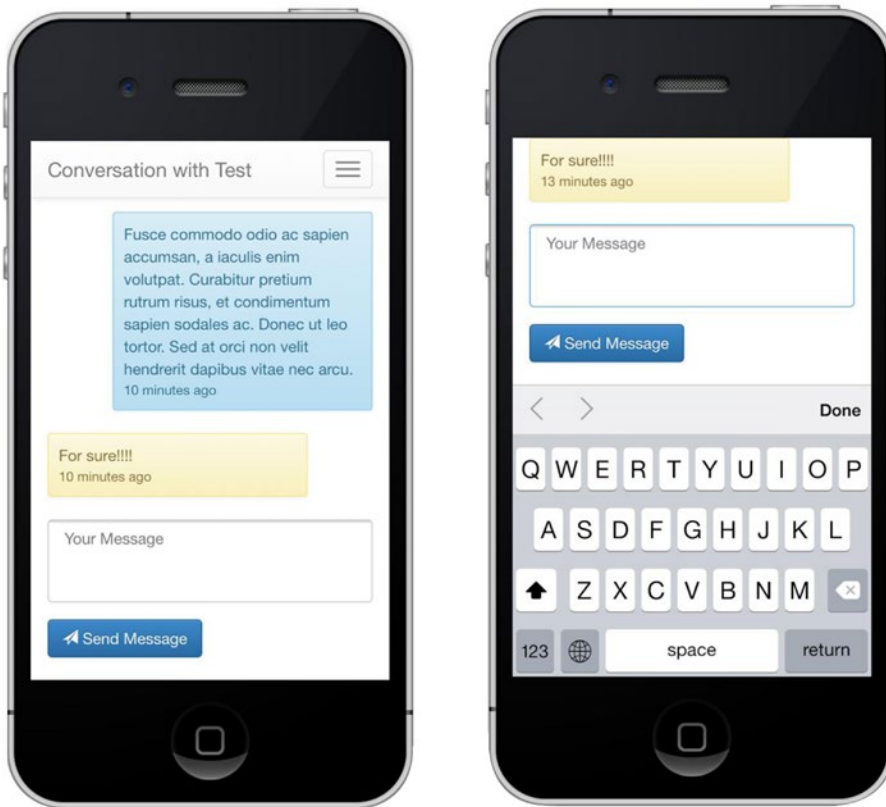 Conversation with Test
Fusce commodo odio ac sapien
accumsan, a iaculis enim
volutpat. Curabitur pretium
rutrum risus, et condimentum
sapien sodales ac. Donec ut leo
tortor. Sed at orci non velit
hendrerit dapibus vitae nec arcu.
10 minutes ago
For sure!!!!
10 minutes ago
Your Message
Send Message
For sure!!!!
13 minutes ago
Your Message
Send Message
Done
Q W E R T Y U I O P
A S D F G H J K L
Z X C V B N M
123 space return